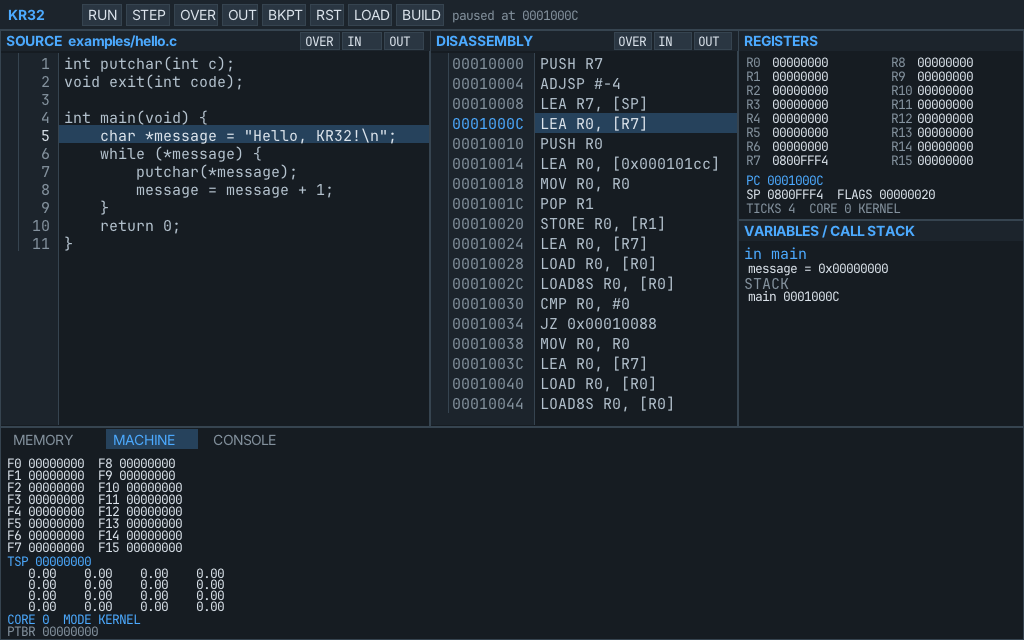 KR32 RUN STEP OVER OUT BKPT RST LOAD BUILD paused at 0001000C
SOURCE examples/hello.c OVER IN OUT
1 int putchar(int c);
2 void exit(int code);
3
4 int main(void) {
5 char *message = "Hello, KR32!\n";
6 while (*message) {
7 putchar(*message);
8 message = message + 1;
9 }
10 return 0;
11 }
DISASSEMBLY OVER IN OUT
00010000 PUSH R7
00010004 ADJSP #-4
00010008 LEA R7, [SP]
0001000C LEA R0, [R7]
00010010 PUSH R0
00010014 LEA R0, [0x000101cc]
00010018 MOV R0, R0
0001001C POP R1
00010020 STORE R0, [R1]
00010024 LEA R0, [R7]
00010028 LOAD R0, [R0]
0001002C LOAD8S R0, [R0]
00010030 CMP R0, #0
00010034 JZ 0x00010088
00010038 MOV R0, R0
0001003C LEA R0, [R7]
00010040 LOAD R0, [R0]
00010044 LOAD8S R0, [R0]
REGISTERS
R0 00000000 R8 00000000
R1 00000000 R9 00000000
R2 00000000 R10 00000000
R3 00000000 R11 00000000
R4 00000000 R12 00000000
R5 00000000 R13 00000000
R6 00000000 R14 00000000
R7 0800FFF4 R15 00000000
PC 0001000C
SP 0800FFF4 FLAGS 00000020
TICKS 4 CORE 0 KERNEL
VARIABLES / CALL STACK
in main
message = 0x00000000
STACK
main 0001000C
MEMORY MACHINE CONSOLE
F0 00000000 F8 00000000
F1 00000000 F9 00000000
F2 00000000 F10 00000000
F3 00000000 F11 00000000
F4 00000000 F12 00000000
F5 00000000 F13 00000000
F6 00000000 F14 00000000
F7 00000000 F15 00000000
TSP 00000000
0.00 0.00 0.00 0.00
0.00 0.00 0.00 0.00
0.00 0.00 0.00 0.00
0.00 0.00 0.00 0.00
CORE 0 MODE KERNEL
PTBR 00000000